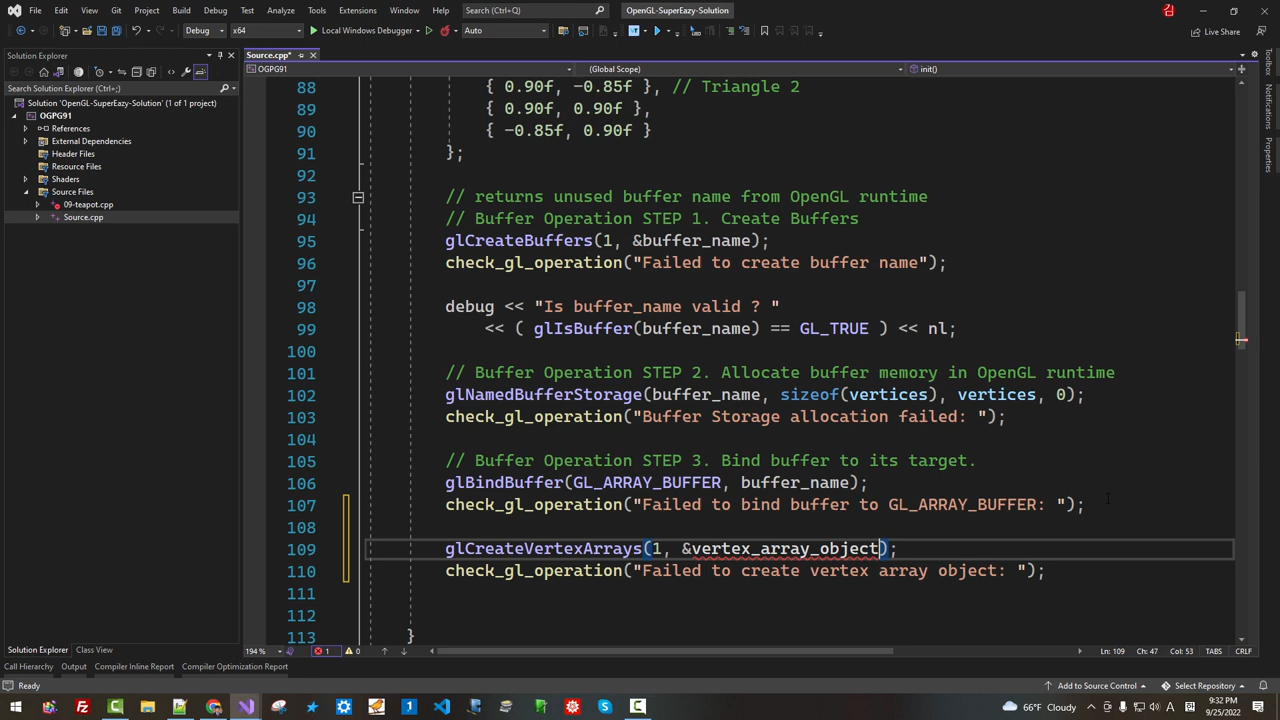 File Edit View Git Project Build Debug Test Analyze Tools Extensions Window Help Search (Ctrl+Q) OpenGL-SuperEazy-Solution
Debug x64 Local Windows Debugger Auto Live Share
Solution Explorer
Search Solution Explorer (Ctrl+;)
Solution 'OpenGL-SuperEazy-Solution' (1 of 1 project)
OGPG91
References
External Dependencies
Header Files
Resource Files
Shaders
Source Files
09-teapot.cpp
Source.cpp
Solution Explorer Class View
Source.cpp*
OGPG91 (Global Scope) init()
88 { 0.90f, -0.85f }, // Triangle 2
89 { 0.90f, 0.90f },
90 { -0.85f, 0.90f }
91 };
92
93 // returns unused buffer name from OpenGL runtime
94 // Buffer Operation STEP 1. Create Buffers
95 glCreateBuffers(1, &buffer_name);
96 check_gl_operation("Failed to create buffer name");
97
98 debug << "Is buffer_name valid ? "
99 << ( glIsBuffer(buffer_name) == GL_TRUE ) << nl;
100
101 // Buffer Operation STEP 2. Allocate buffer memory in OpenGL runtime
102 glNamedBufferStorage(buffer_name, sizeof(vertices), vertices, 0);
103 check_gl_operation("Buffer Storage allocation failed: ");
104
105 // Buffer Operation STEP 3. Bind buffer to its target.
106 glBindBuffer(GL_ARRAY_BUFFER, buffer_name);
107 check_gl_operation("Failed to bind buffer to GL_ARRAY_BUFFER: ");
108
109 glCreateVertexArrays(1, &vertex_array_object);
110 check_gl_operation("Failed to create vertex array object: ");
111
112
113 }
Toolbox
Notifications
Properties
194 % 1 0 Ln: 109 Ch: 47 Col: 53 TABS CRLF
Call Hierarchy Output Compiler Inline Report Compiler Optimization Report
Ready Add to Source Control Select Repository
66°F Cloudy 9:32 PM
9/25/2022